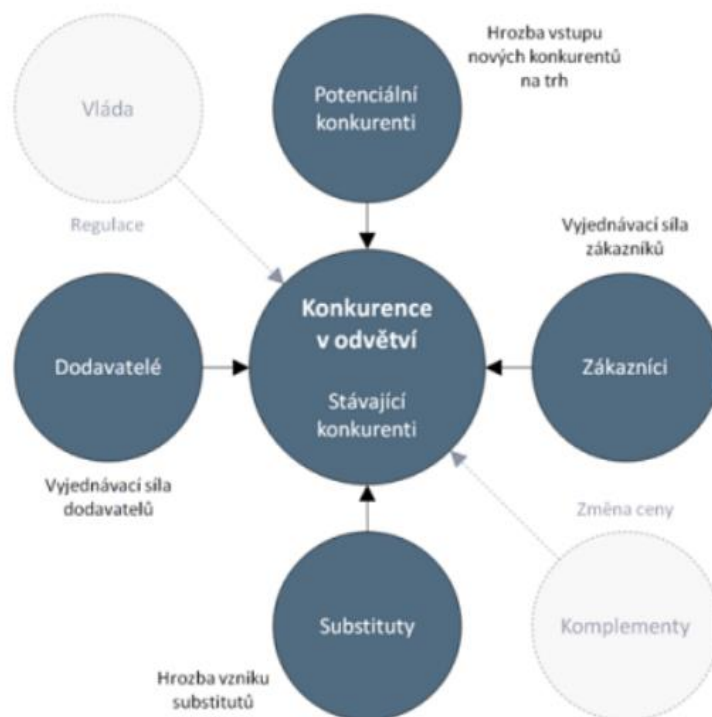 Hrozba vstupu
nových konkurentů
na trh
Vláda
Potenciální
konkurenti
Regulace
Vyjednávací síla
zákazníků
Konkurence
v odvětví
Dodavatelé
Zákazníci
Stávající
konkurenti
Vyjednávací síla
dodavatelů
Změna ceny
Substituty
Komplementy
Hrozba vzniku
substitutů